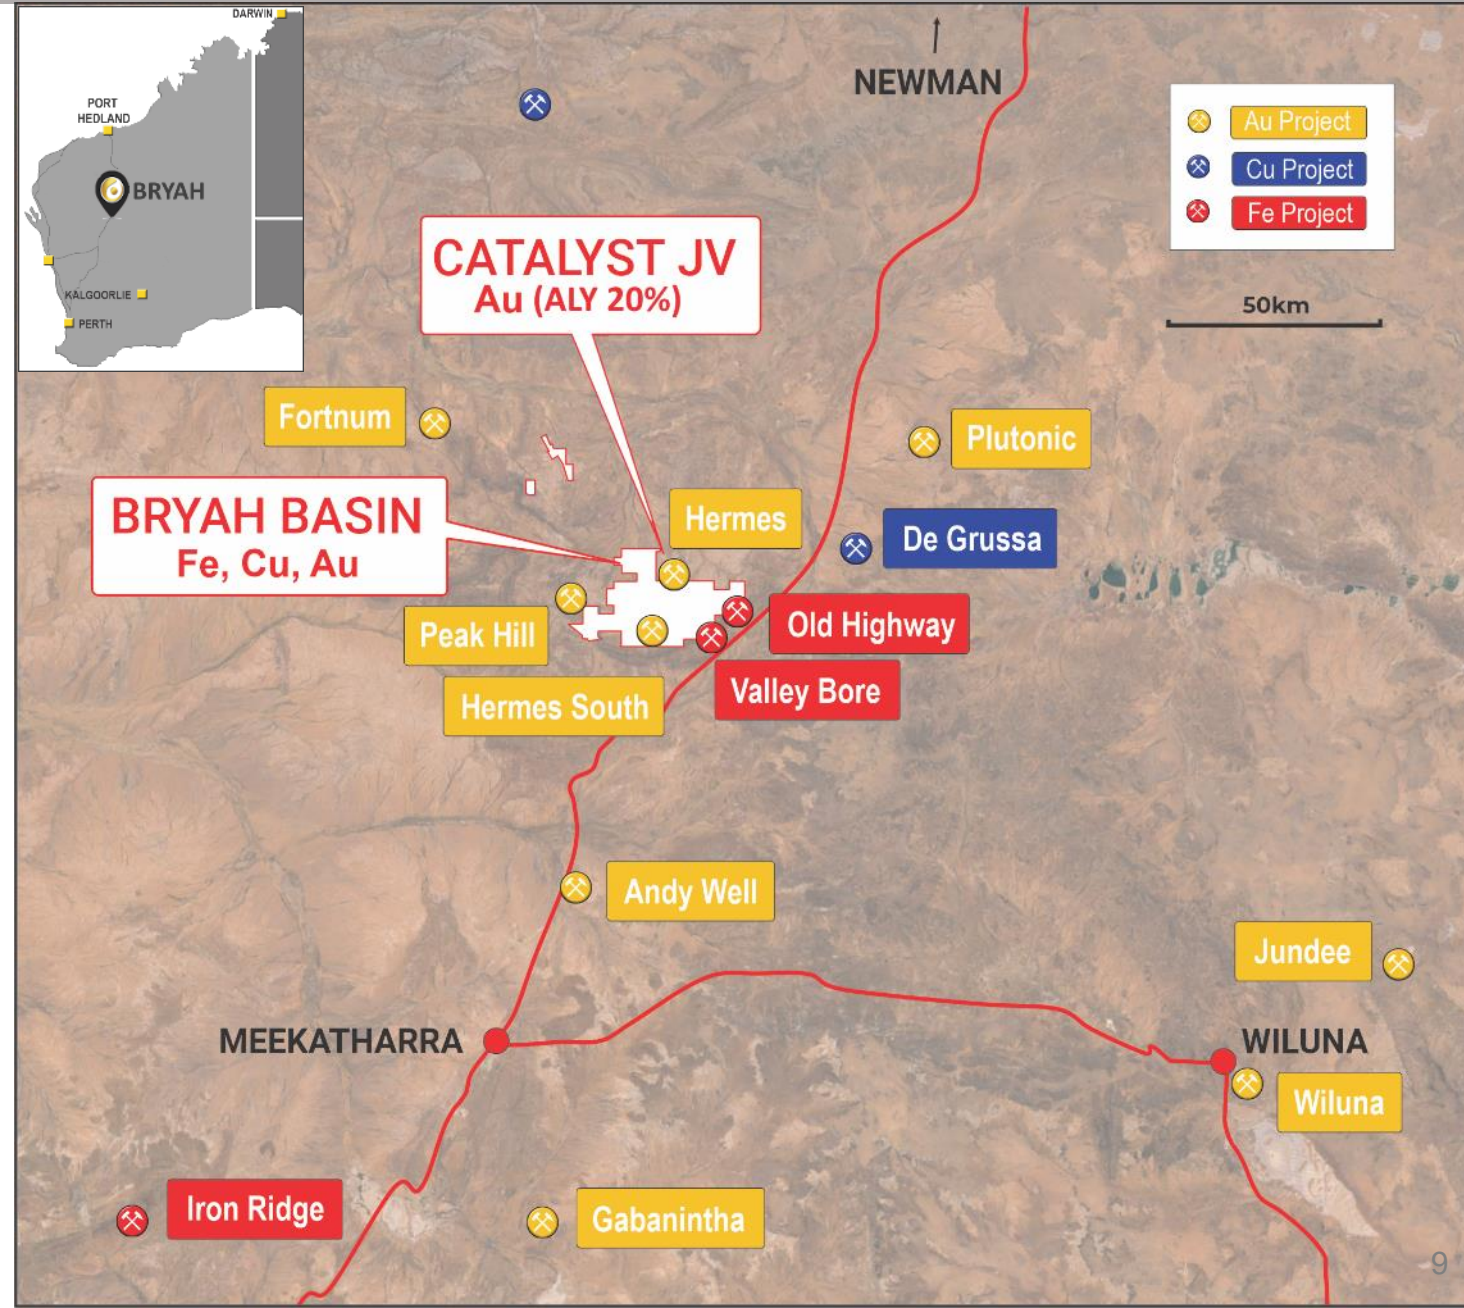 DARWIN
PORT
HEDLAND
BRYAH
KALGOORLIE
PERTH
NEWMAN
Au Project
Cu Project
Fe Project
50km
CATALYST JV
Au (ALY 20%)
Fortnum
Plutonic
BRYAH BASIN
Fe, Cu, Au
Hermes
De Grussa
Peak Hill
Old Highway
Hermes South
Valley Bore
Andy Well
Jundee
MEEKATHARRA
WILUNA
Wiluna
Iron Ridge
Gabanintha
9